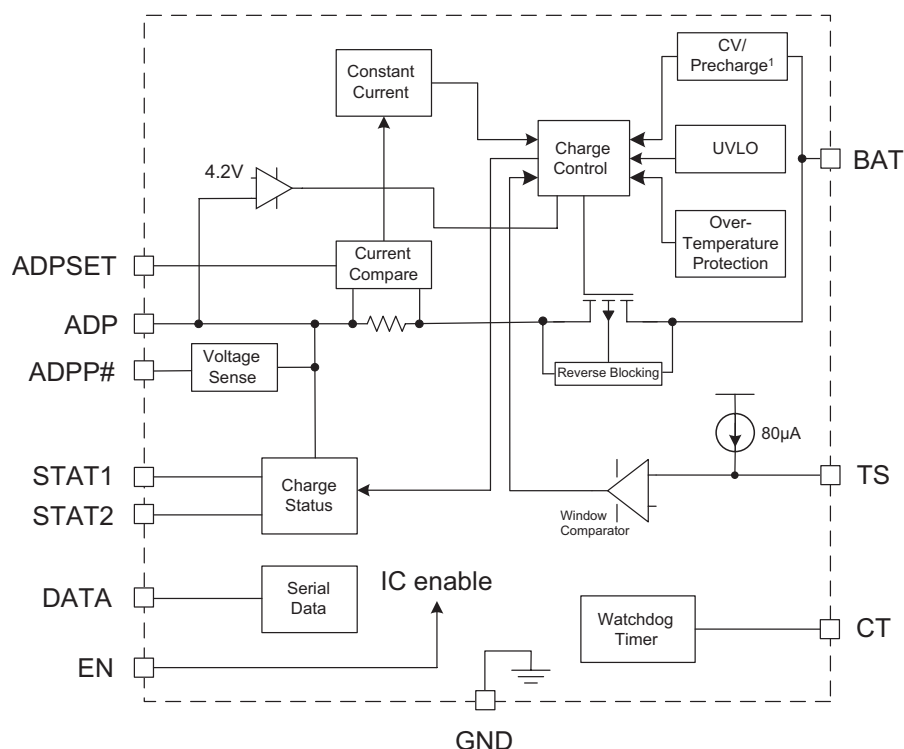 Constant
Current
CV/
Precharge1
Charge
Control
UVLO
BAT
4.2V
Over-
Temperature
Protection
ADPSET
Current
Compare
ADP
ADPP#
Voltage
Sense
Reverse Blocking
80µA
STAT1
STAT2
Charge
Status
TS
Window
Comparator
DATA
Serial
Data
IC enable
Watchdog
Timer
CT
EN
GND